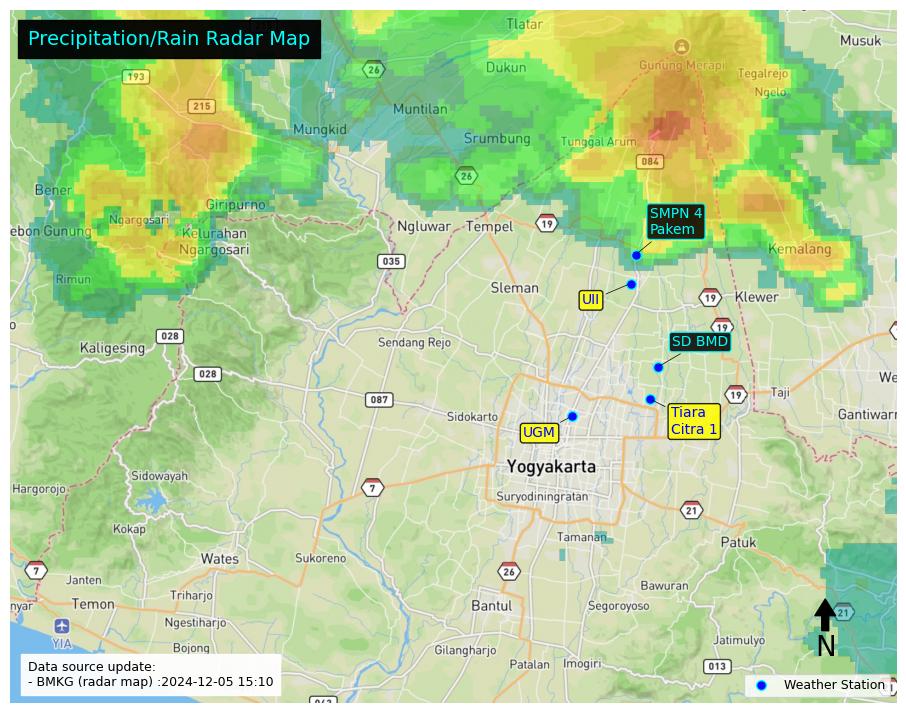 Precipitation/Rain Radar Map
Tlatar
Musuk
26
Dukun
Gunung Merapi
Tegalrejo
193
Ngelo
215
Muntilan
Mungkid
Srumbung
Tunggal Arum
084
26
Bener
Giripurno
Ngargosari
SMPN 4
Pakem
ebon Gunung
Kelurahan
Ngargosari
Ngluwar
Tempel
19
Kemalang
035
Rimun
Sleman
UII
19
Klewer
19
028
Kaligesing
Sendang Rejo
SD BMD
028
We
087
19
Taji
Sidokarto
Tiara
Citra 1
Gantiwarn
UGM
Yogyakarta
Sidowayah
Hargorojo
7
Suryodiningratan
21
Kokap
Tamanan
Patuk
Wates
Sukoreno
7
Janten
26
Bawuran
nyar
Temon
Triharjo
Bantul
Segoroyoso
21
Ngestiharjo
YIA
Bojong
Gilangharjo
Jatimulyo
N
Patalan
Imogiri
013
Data source update:
- BMKG (radar map) :2024-12-05 15:10
Weather Station